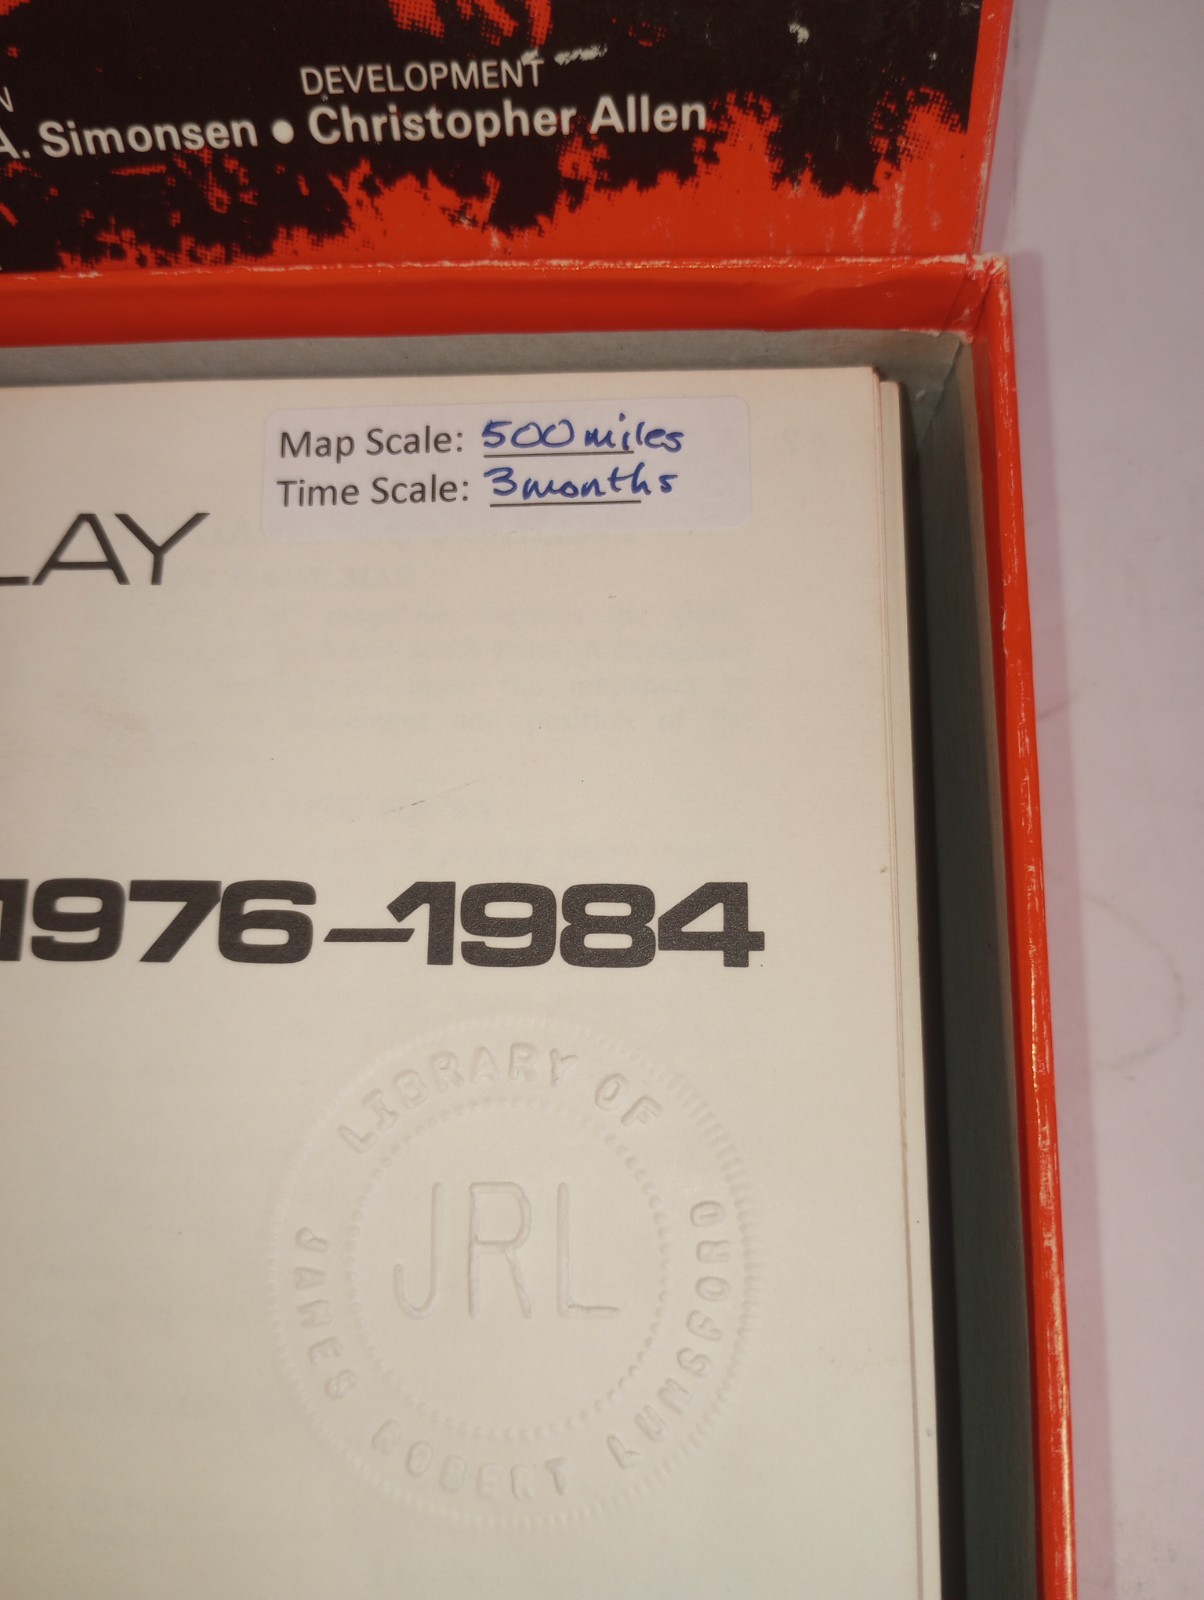 N DEVELOPMENT
A. Simonsen • Christopher Allen
Map Scale: 500 miles
Time Scale: 3 months
LAY
1976–1984
LIBRARY OF
JRL
JAMES ROBERT LUMSFORD